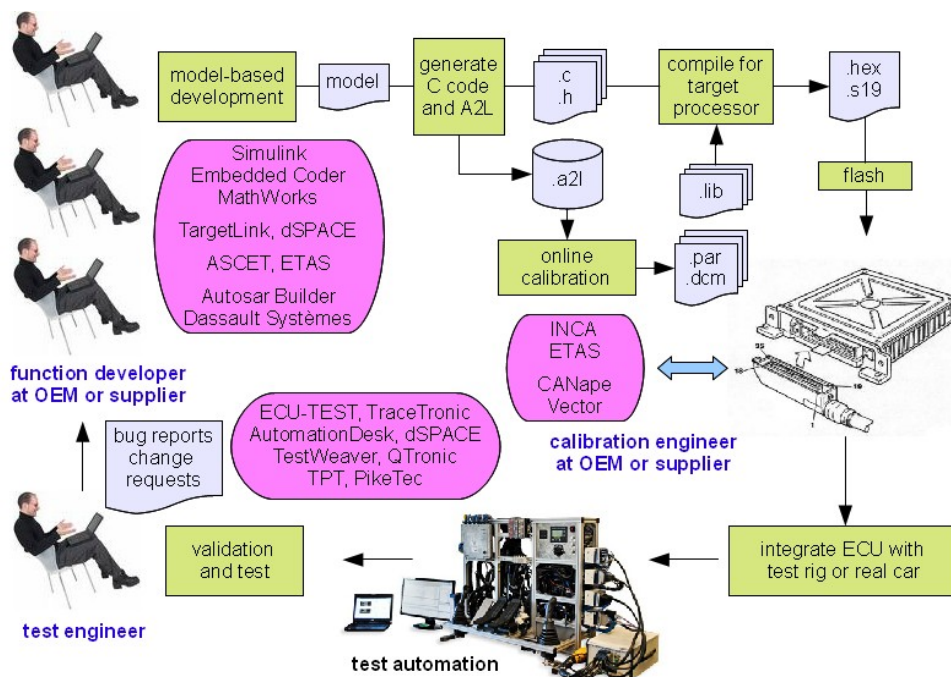 model-based
development
model
generate
C code
and A2L
.c
.h
compile for
target
processor
.hex
.s19
Simulink
Embedded Coder
MathWorks
TargetLink, dSPACE
ASCET, ETAS
Autosar Builder
Dassault Systèmes
.a2l
.lib
flash
online
calibration
.par
.dcm
INCA
ETAS
CANape
Vector
function developer
at OEM or supplier
bug reports
change
requests
ECU-TEST, TraceTronic
AutomationDesk, dSPACE
TestWeaver, QTronic
TPT, PikeTec
calibration engineer
at OEM or supplier
1
validation
and test
integrate ECU with
test rig or real car
test engineer
test automation